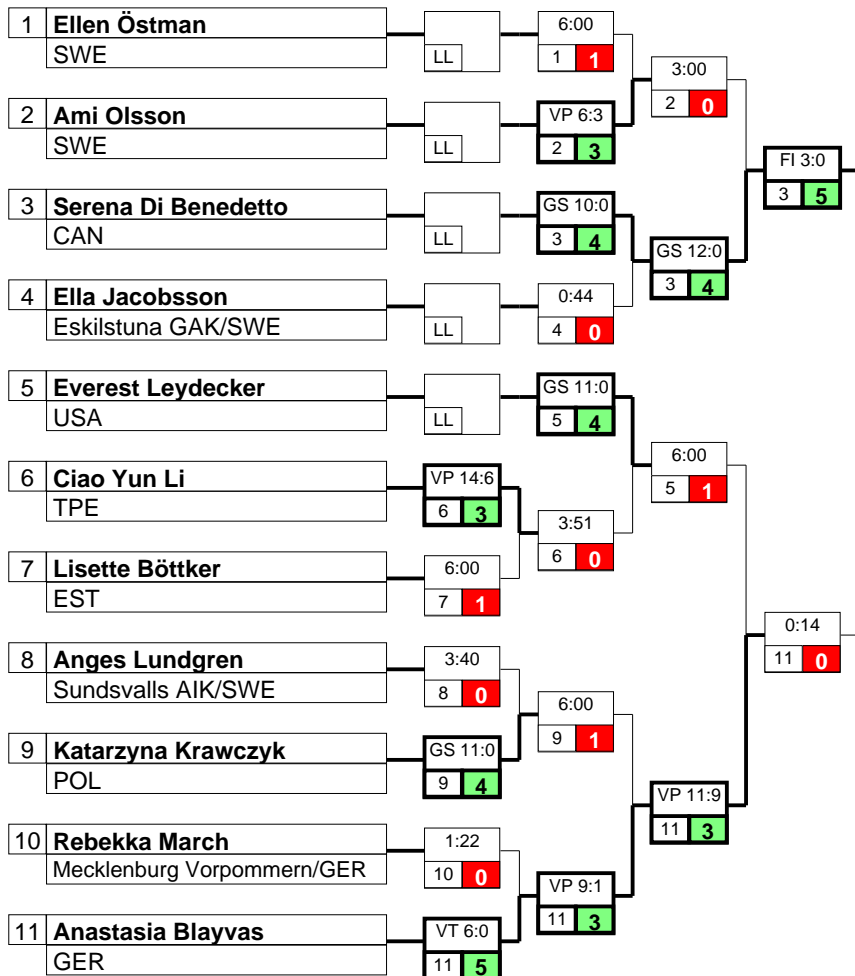 1 Ellen Östman
SWE
LL
6:00
1 1
3:00
2 0
2 Ami Olsson
SWE
LL
VP 6:3
2 3
FI 3:0
3 5
3 Serena Di Benedetto
CAN
LL
GS 10:0
3 4
GS 12:0
3 4
4 Ella Jacobsson
Eskilstuna GAK/SWE
LL
0:44
4 0
5 Everest Leydecker
USA
LL
GS 11:0
5 4
6:00
5 1
6 Ciao Yun Li
TPE
VP 14:6
6 3
3:51
6 0
7 Lisette Böttker
EST
6:00
7 1
0:14
11 0
8 Anges Lundgren
Sundsvalls AIK/SWE
3:40
8 0
6:00
9 1
9 Katarzyna Krawczyk
POL
GS 11:0
9 4
VP 11:9
11 3
10 Rebekka March
Mecklenburg Vorpommern/GER
1:22
10 0
VP 9:1
11 3
11 Anastasia Blayvas
GER
VT 6:0
11 5